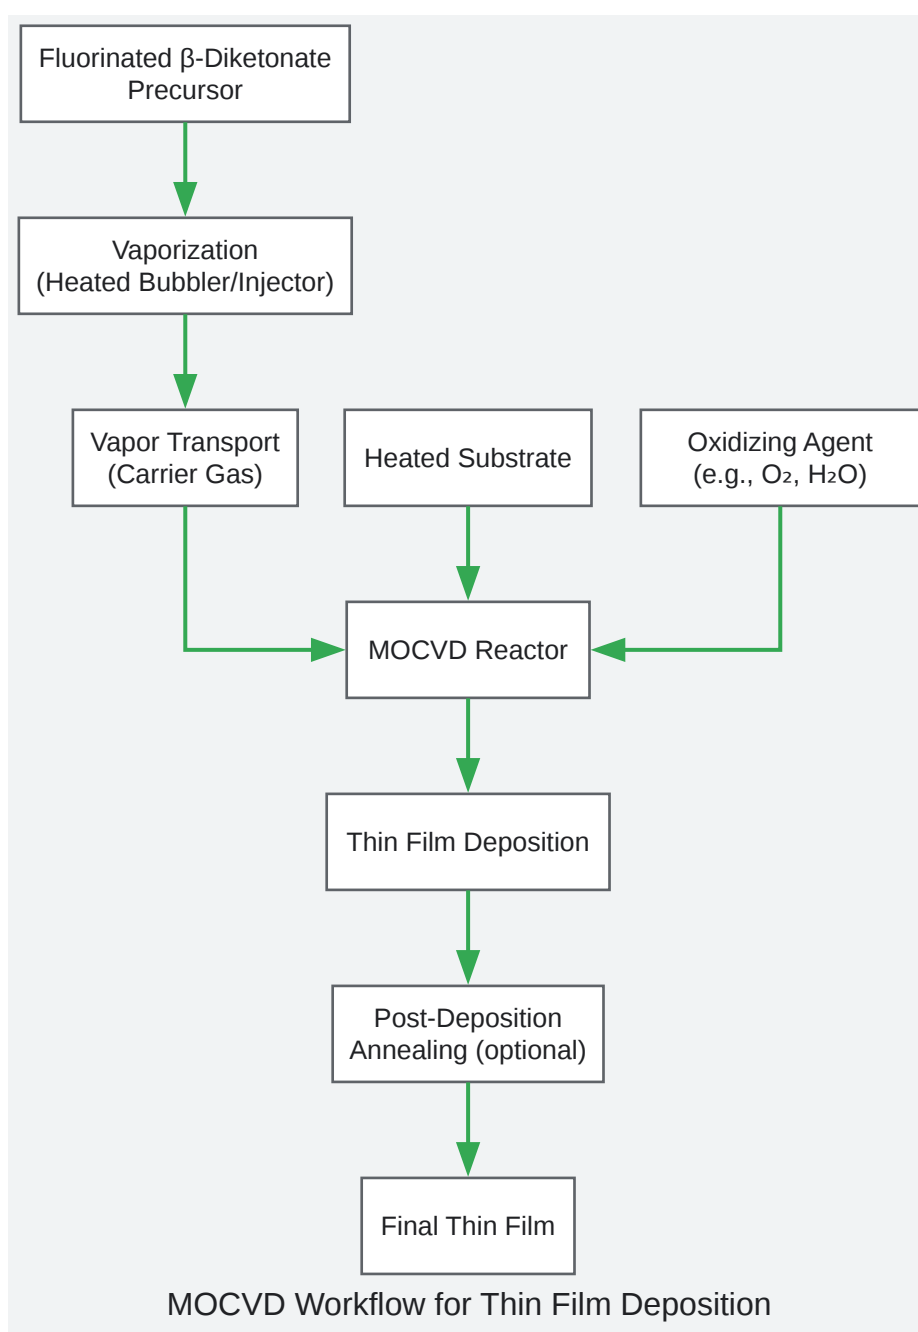 Fluorinated β-Diketonate
Precursor
Vaporization
(Heated Bubbler/Injector)
Vapor Transport
(Carrier Gas)
Heated Substrate
Oxidizing Agent
(e.g., O₂, H₂O)
MOCVD Reactor
Thin Film Deposition
Post-Deposition
Annealing (optional)
Final Thin Film
MOCVD Workflow for Thin Film Deposition